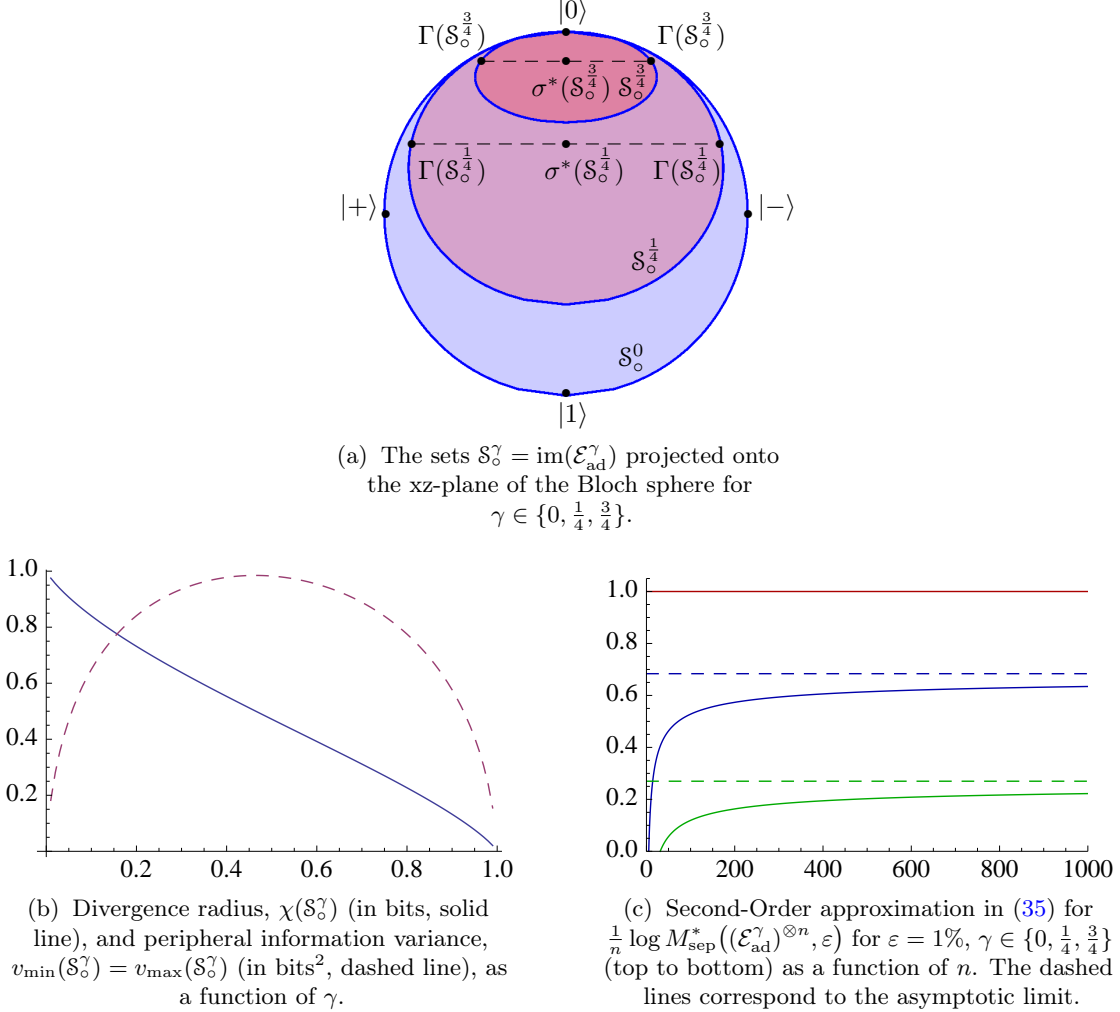 |0⟩
Γ(𝒮∘^{3/4}) Γ(𝒮∘^{3/4})
σ*(𝒮∘^{3/4}) 𝒮∘^{3/4}
Γ(𝒮∘^{1/4}) σ*(𝒮∘^{1/4}) Γ(𝒮∘^{1/4})
|+⟩ |−⟩
𝒮∘^{1/4}
𝒮∘^0
|1⟩
(a) The sets 𝒮∘^γ = im(ℰ_ad^γ) projected onto
the xz-plane of the Bloch sphere for
γ ∈ {0, 1/4, 3/4}.
1.0
0.8
0.6
0.4
0.2
0.2 0.4 0.6 0.8 1.0
(b) Divergence radius, χ(𝒮∘^γ) (in bits, solid
line), and peripheral information variance,
v_min(𝒮∘^γ) = v_max(𝒮∘^γ) (in bits², dashed line), as
a function of γ.
1.0
0.8
0.6
0.4
0.2
0.0
0 200 400 600 800 1000
(c) Second-Order approximation in (35) for
1/n log M*_sep((ℰ_ad^γ)^{⊗n}, ε) for ε = 1%, γ ∈ {0, 1/4, 3/4}
(top to bottom) as a function of n. The dashed
lines correspond to the asymptotic limit.